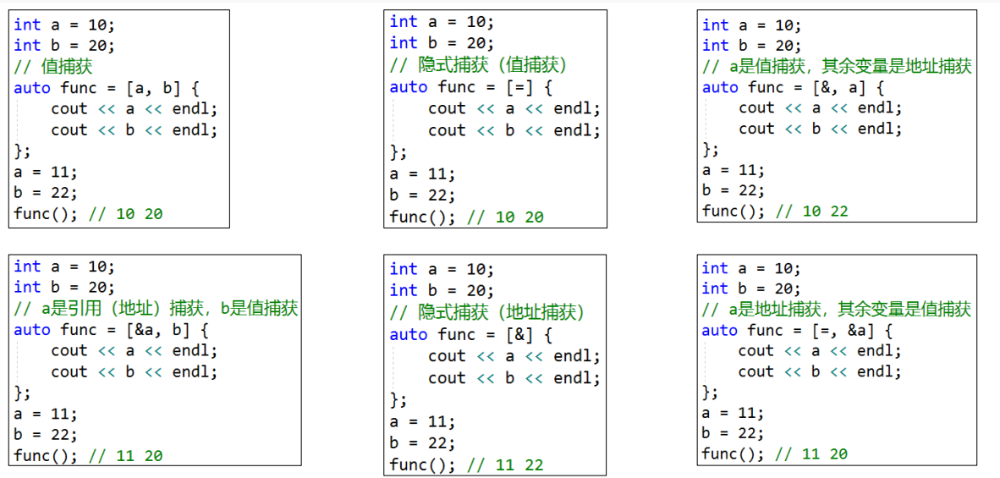 int a = 10;
int b = 20;
// 值捕获
auto func = [a, b] {
    cout << a << endl;
    cout << b << endl;
};
a = 11;
b = 22;
func(); // 10 20
int a = 10;
int b = 20;
// 隐式捕获（值捕获）
auto func = [=] {
    cout << a << endl;
    cout << b << endl;
};
a = 11;
b = 22;
func(); // 10 20
int a = 10;
int b = 20;
// a是值捕获，其余变量是地址捕获
auto func = [&, a] {
    cout << a << endl;
    cout << b << endl;
};
a = 11;
b = 22;
func(); // 10 22
int a = 10;
int b = 20;
// a是引用（地址）捕获，b是值捕获
auto func = [&a, b] {
    cout << a << endl;
    cout << b << endl;
};
a = 11;
b = 22;
func(); // 11 20
int a = 10;
int b = 20;
// 隐式捕获（地址捕获）
auto func = [&] {
    cout << a << endl;
    cout << b << endl;
};
a = 11;
b = 22;
func(); // 11 22
int a = 10;
int b = 20;
// a是地址捕获，其余变量是值捕获
auto func = [=, &a] {
    cout << a << endl;
    cout << b << endl;
};
a = 11;
b = 22;
func(); // 11 20